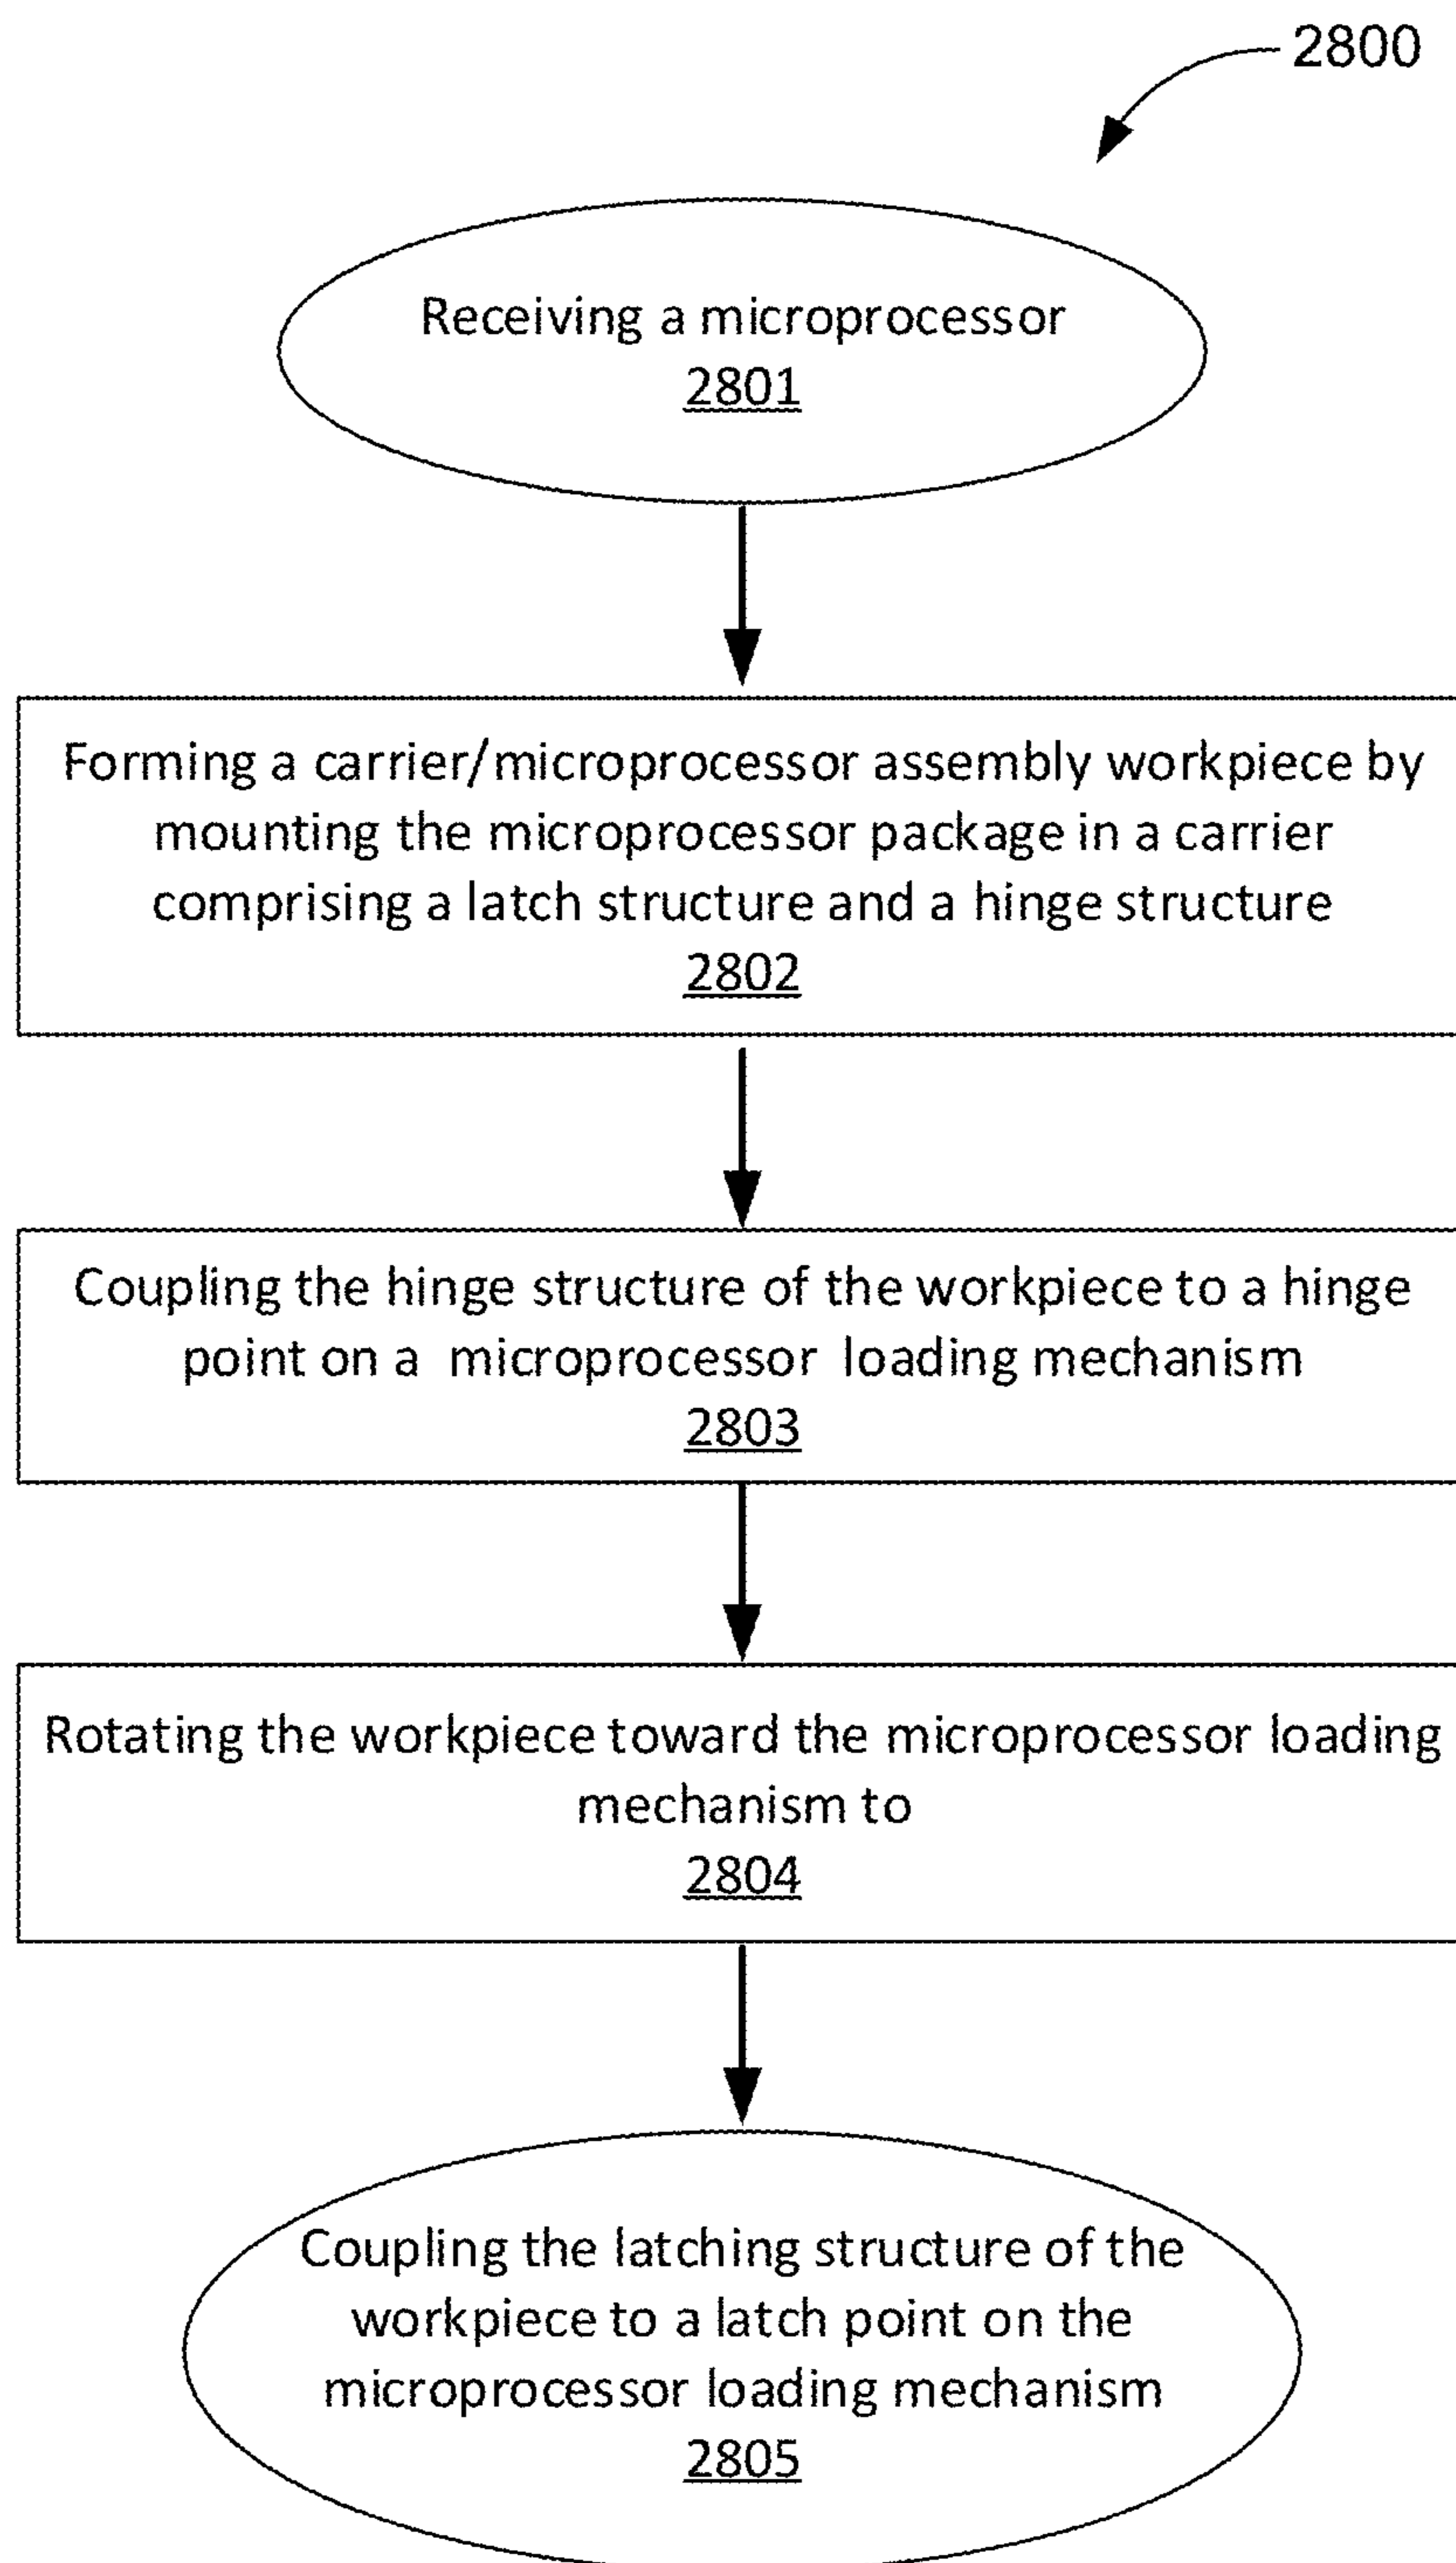 2800
Receiving a microprocessor
2801
Forming a carrier/microprocessor assembly workpiece by
mounting the microprocessor package in a carrier
comprising a latch structure and a hinge structure
2802
Coupling the hinge structure of the workpiece to a hinge
point on a microprocessor loading mechanism
2803
Rotating the workpiece toward the microprocessor loading
mechanism to
2804
Coupling the latching structure of the
workpiece to a latch point on the
microprocessor loading mechanism
2805